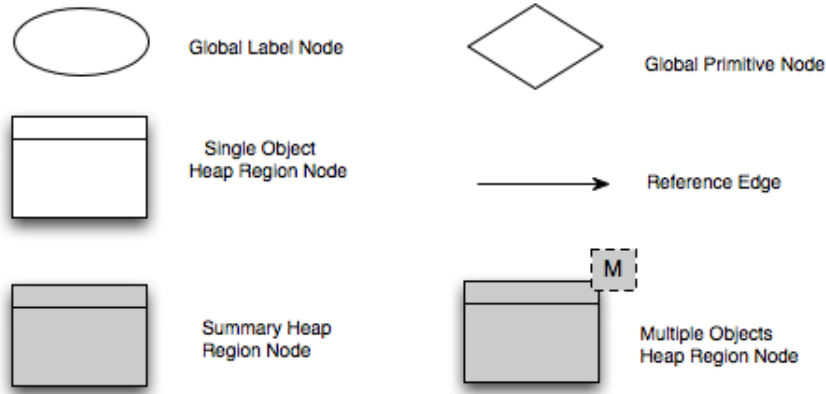 Global Label Node
Global Primitive Node
Single Object
Heap Region Node
Reference Edge
M
Summary Heap
Region Node
Multiple Objects
Heap Region Node